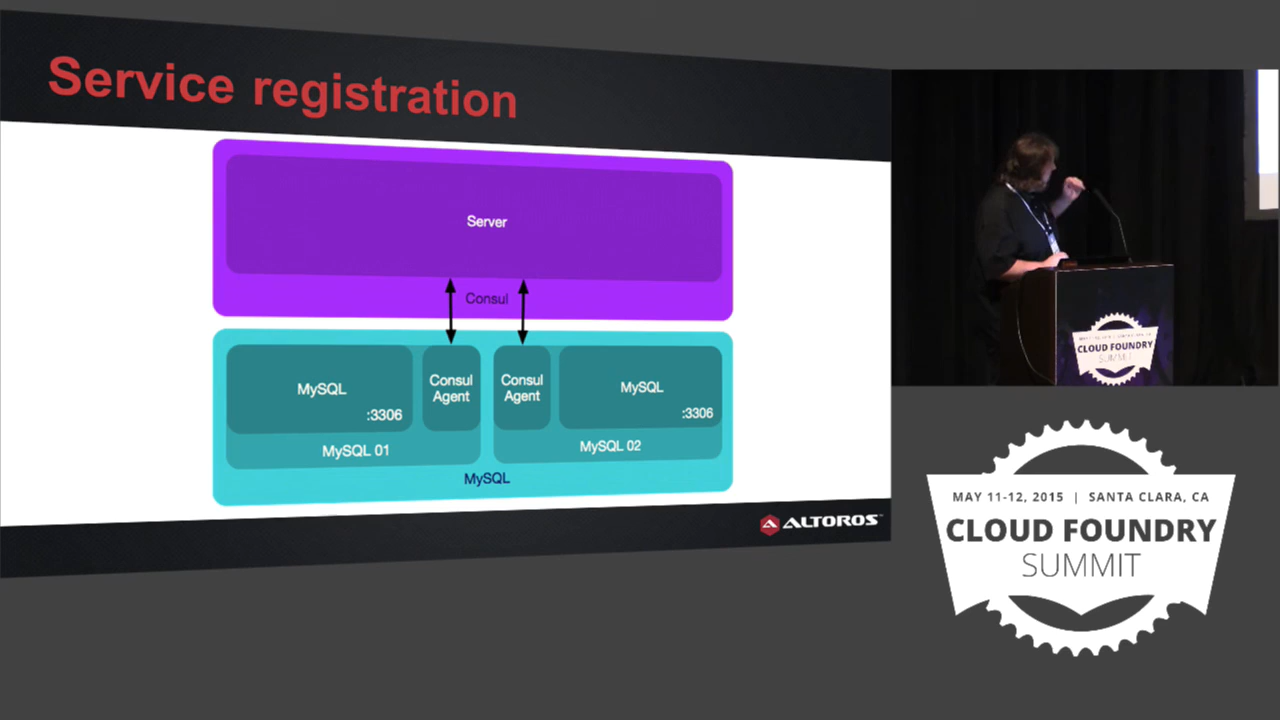 Service registration
Server
Consul
MySQL
:3306
Consul
Agent
Consul
Agent
MySQL
:3306
MySQL 01
MySQL 02
MySQL
ALTOROS
CLOUD FOUNDRY
SUMMIT
MAY 11-12, 2015 | SANTA CLARA, CA
CLOUD FOUNDRY
SUMMIT